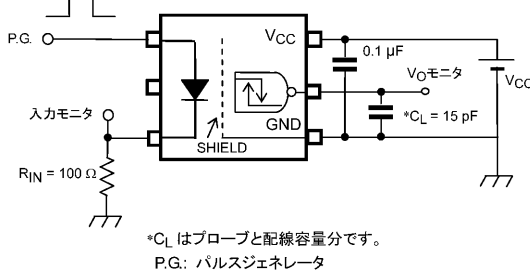 P.G.
VCC
0.1 μF
VOモニタ
VCC
入力モニタ
GND
*CL = 15 pF
SHIELD
RIN = 100 Ω
*CL はプローブと配線容量分です。
P.G.: パルスジェネレータ